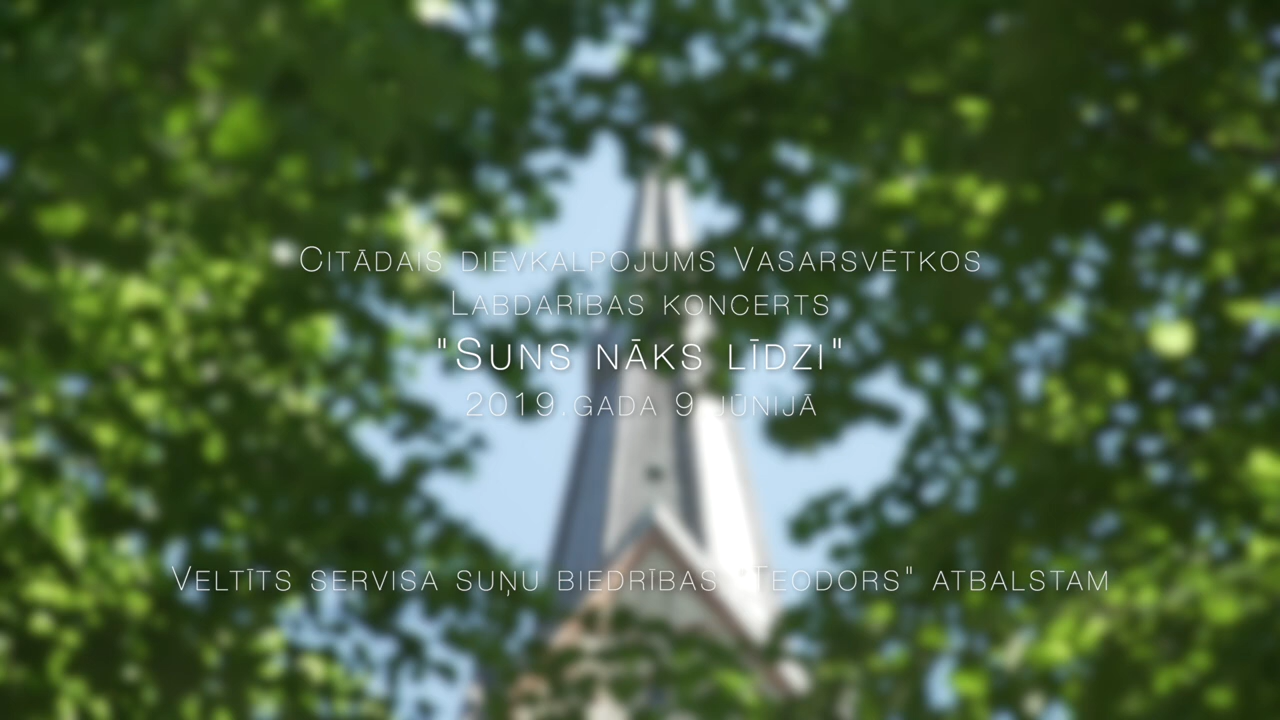 Citādais dievkalpojums Vasarsvētkos
Labdarības koncerts
"Suns nāks līdzi"
2019.gada 9 jūnijā
Veltīts servisa suņu biedrības "Teodors" atbalstam